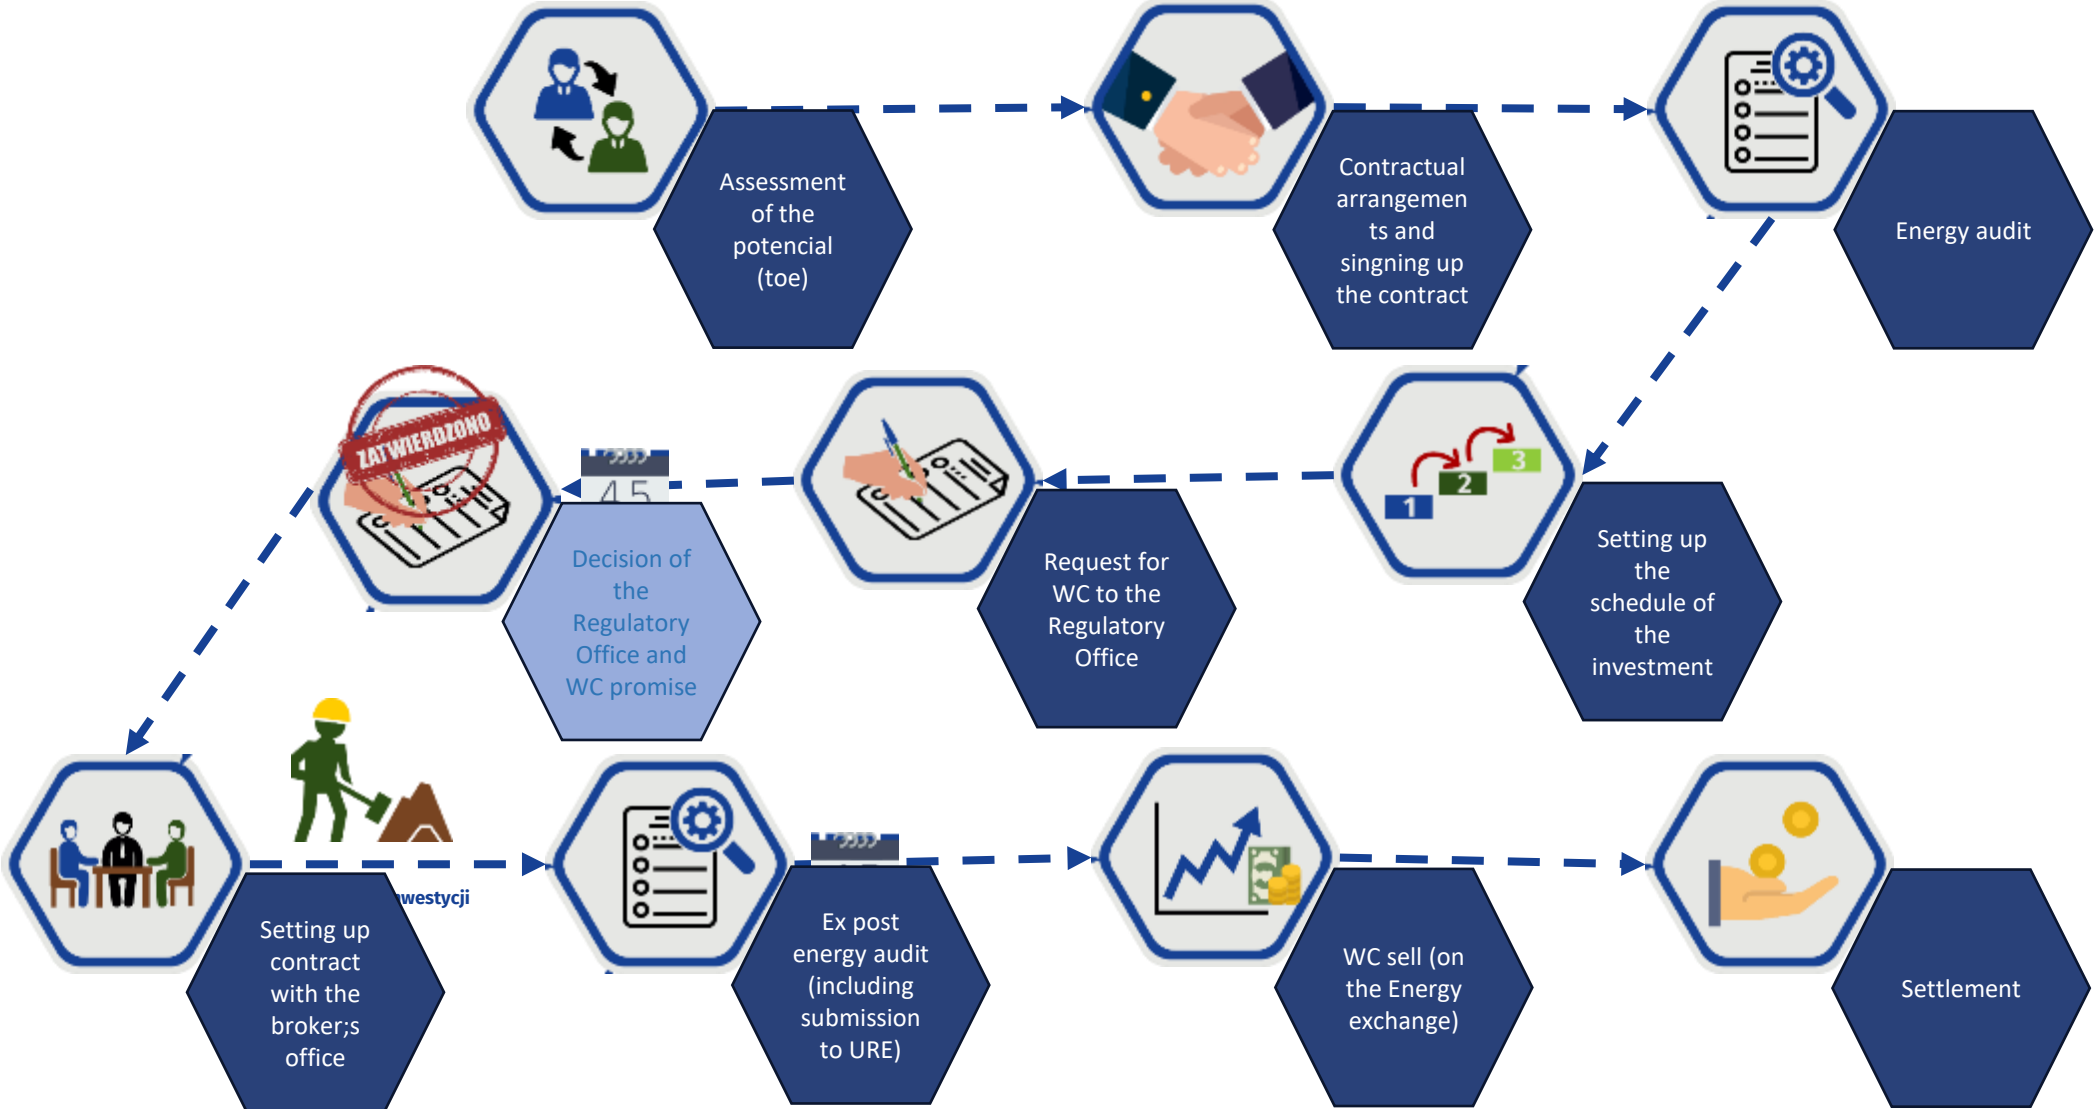 Assessment
of the
potencial
(toe)
Contractual
arrangemen
ts and
singning up
the contract
Energy audit
ZATWIERDZONO
45
Decision of
the
Regulatory
Office and
WC promise
Request for
WC to the
Regulatory
Office
1
2
3
Setting up
the
schedule of
the
investment
westycji
Setting up
contract
with the
broker;s
office
Ex post
energy audit
(including
submission
to URE)
WC sell (on
the Energy
exchange)
Settlement